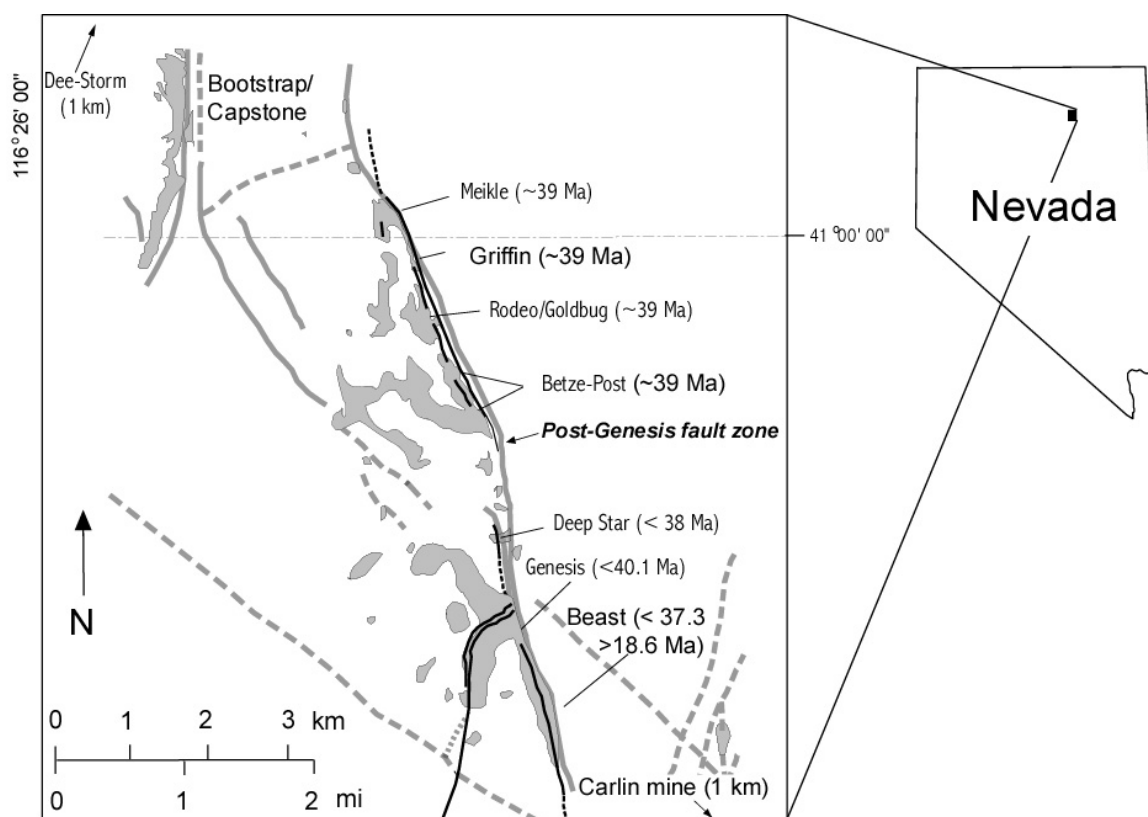 Dee-Storm
(1 km)
Bootstrap/
Capstone
116° 26' 00"
Meikle (~39 Ma)
41° 00' 00"
Nevada
Griffin (~39 Ma)
Rodeo/Goldbug (~39 Ma)
Betze-Post (~39 Ma)
Post-Genesis fault zone
Deep Star (< 38 Ma)
Genesis (<40.1 Ma)
Beast (< 37.3
>18.6 Ma)
N
0 1 2 3 km
0 1 2 mi
Carlin mine (1 km)